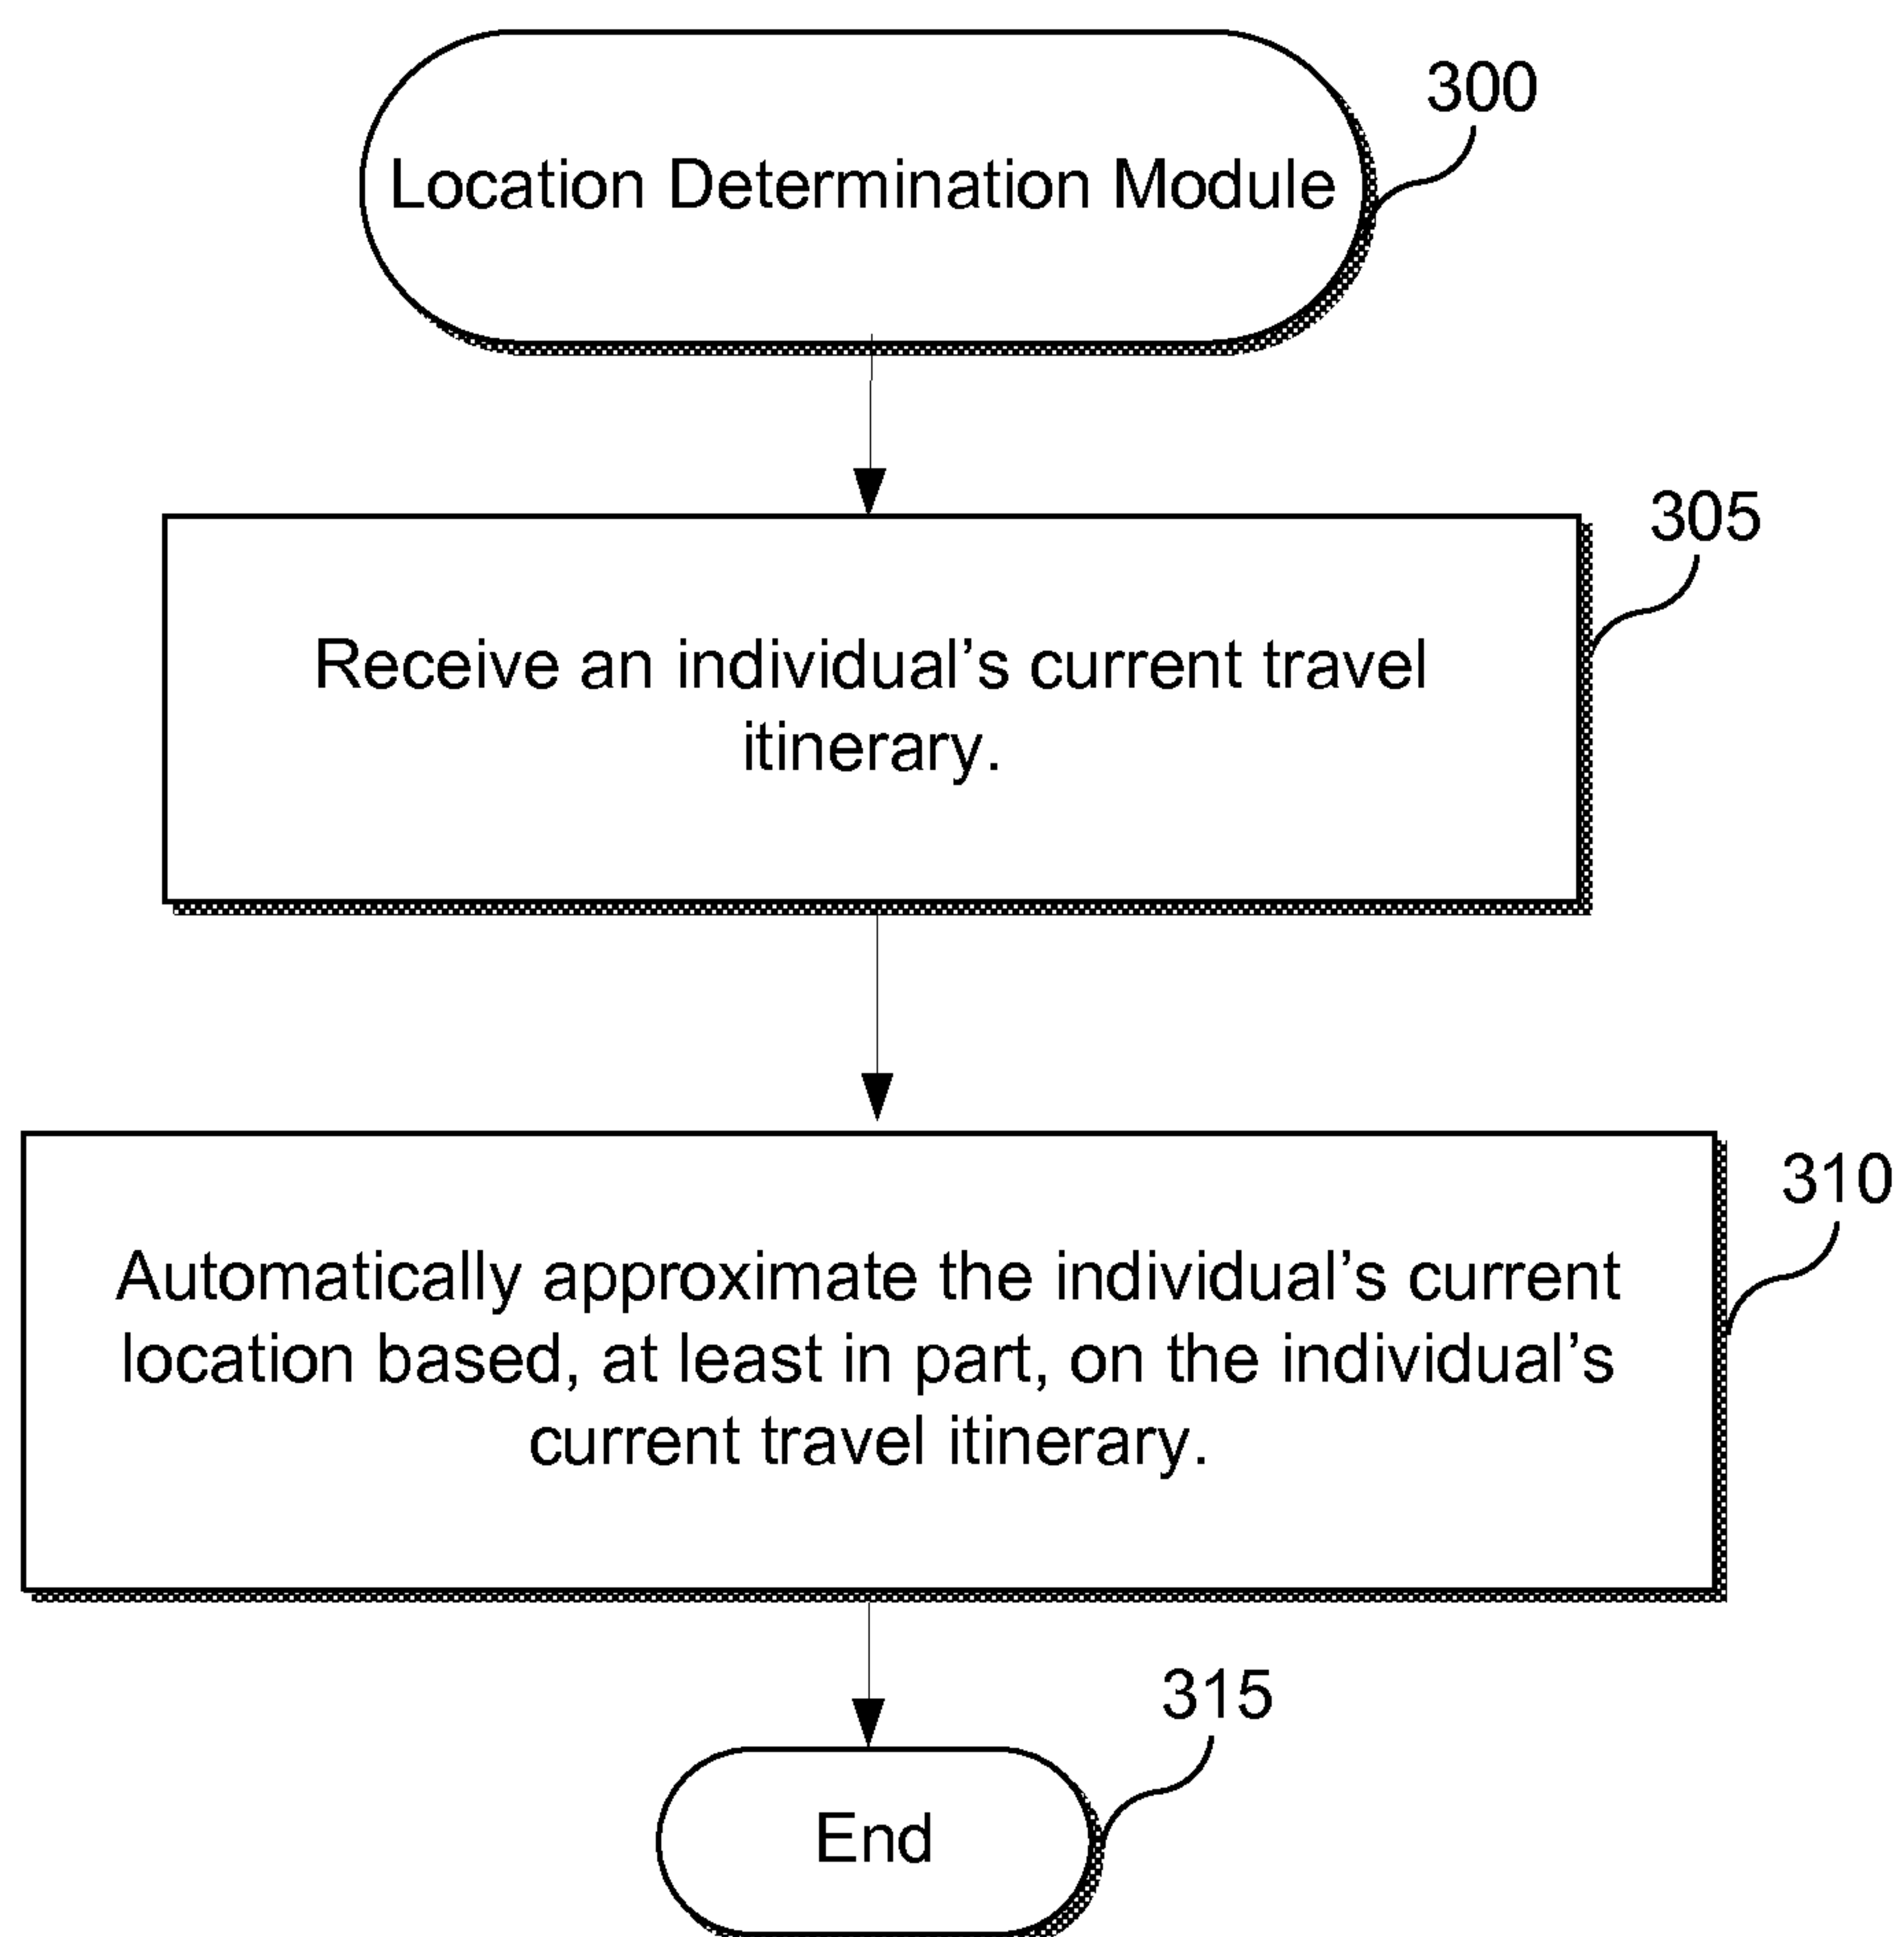 300
Location Determination Module
305
Receive an individual’s current travel
itinerary.
310
Automatically approximate the individual’s current
location based, at least in part, on the individual’s
current travel itinerary.
315
End